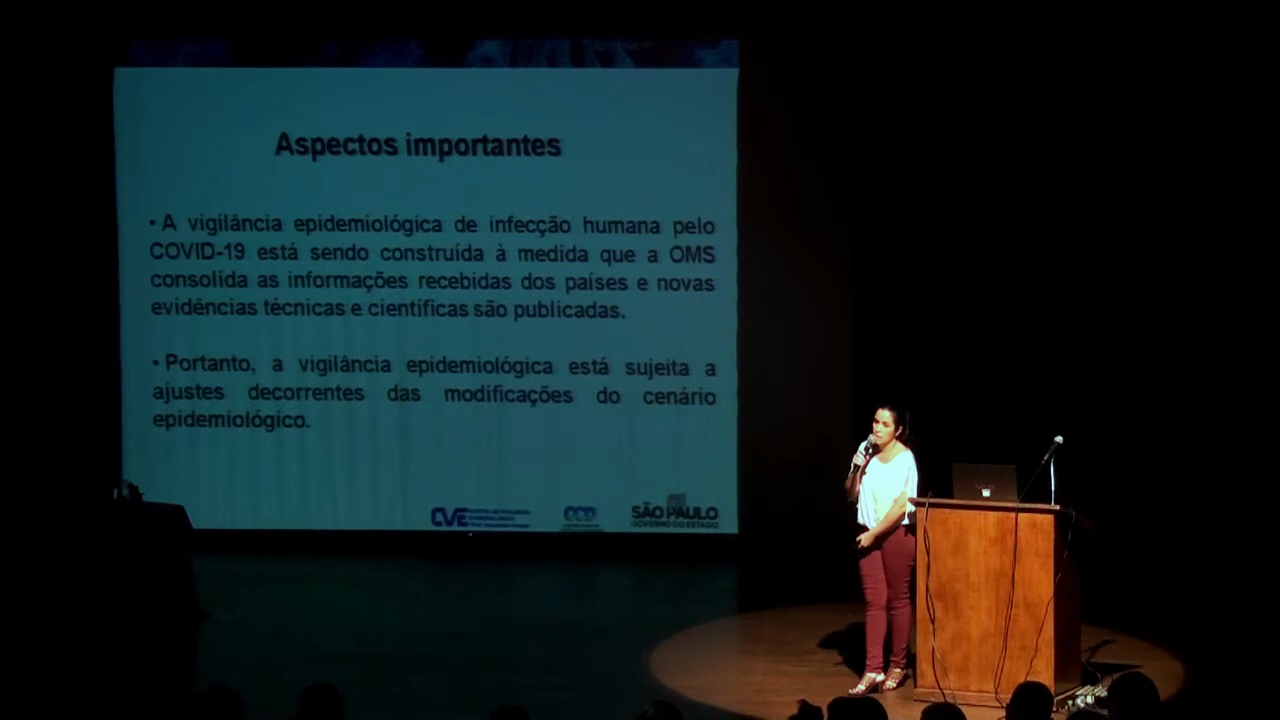 Aspectos importantes
• A vigilância epidemiológica de infecção humana pelo
COVID-19 está sendo construída à medida que a OMS
consolida as informações recebidas dos países e novas
evidências técnicas e científicas são publicadas.
• Portanto, a vigilância epidemiológica está sujeita a
ajustes decorrentes das modificações do cenário
epidemiológico.
CVE
CCD
SÃO PAULO
GOVERNO DO ESTADO